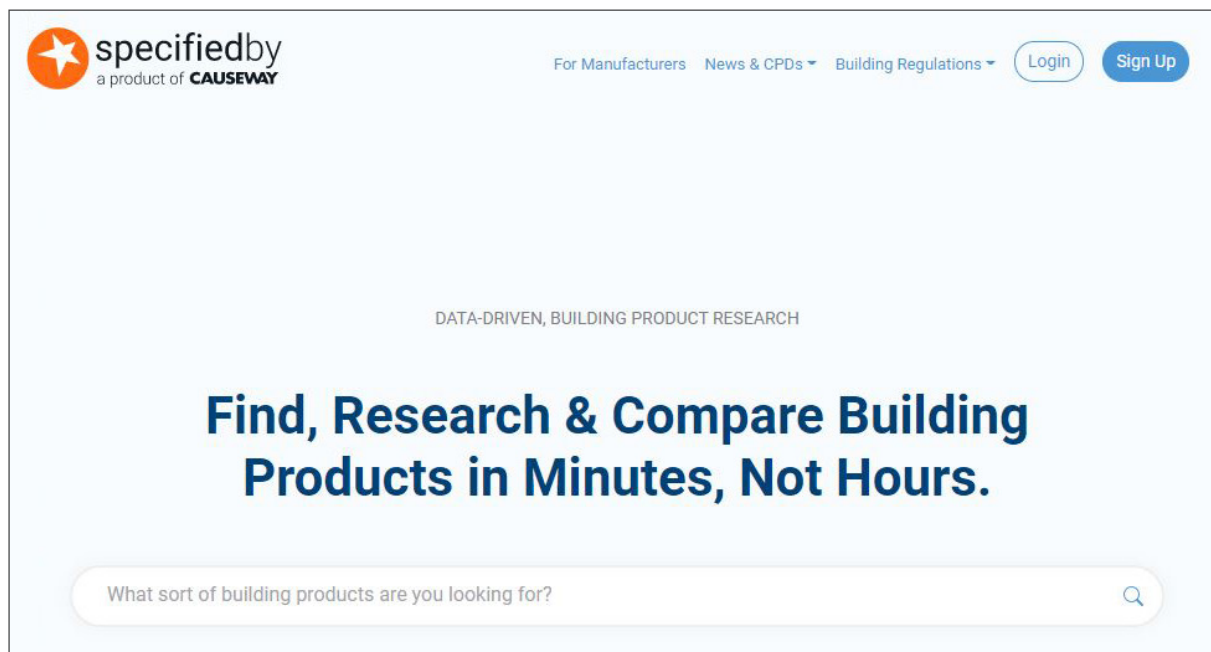 specifiedby
a product of CAUSEWAY
For Manufacturers News & CPDs Building Regulations Login Sign Up
DATA-DRIVEN, BUILDING PRODUCT RESEARCH
Find, Research & Compare Building
Products in Minutes, Not Hours.
What sort of building products are you looking for?